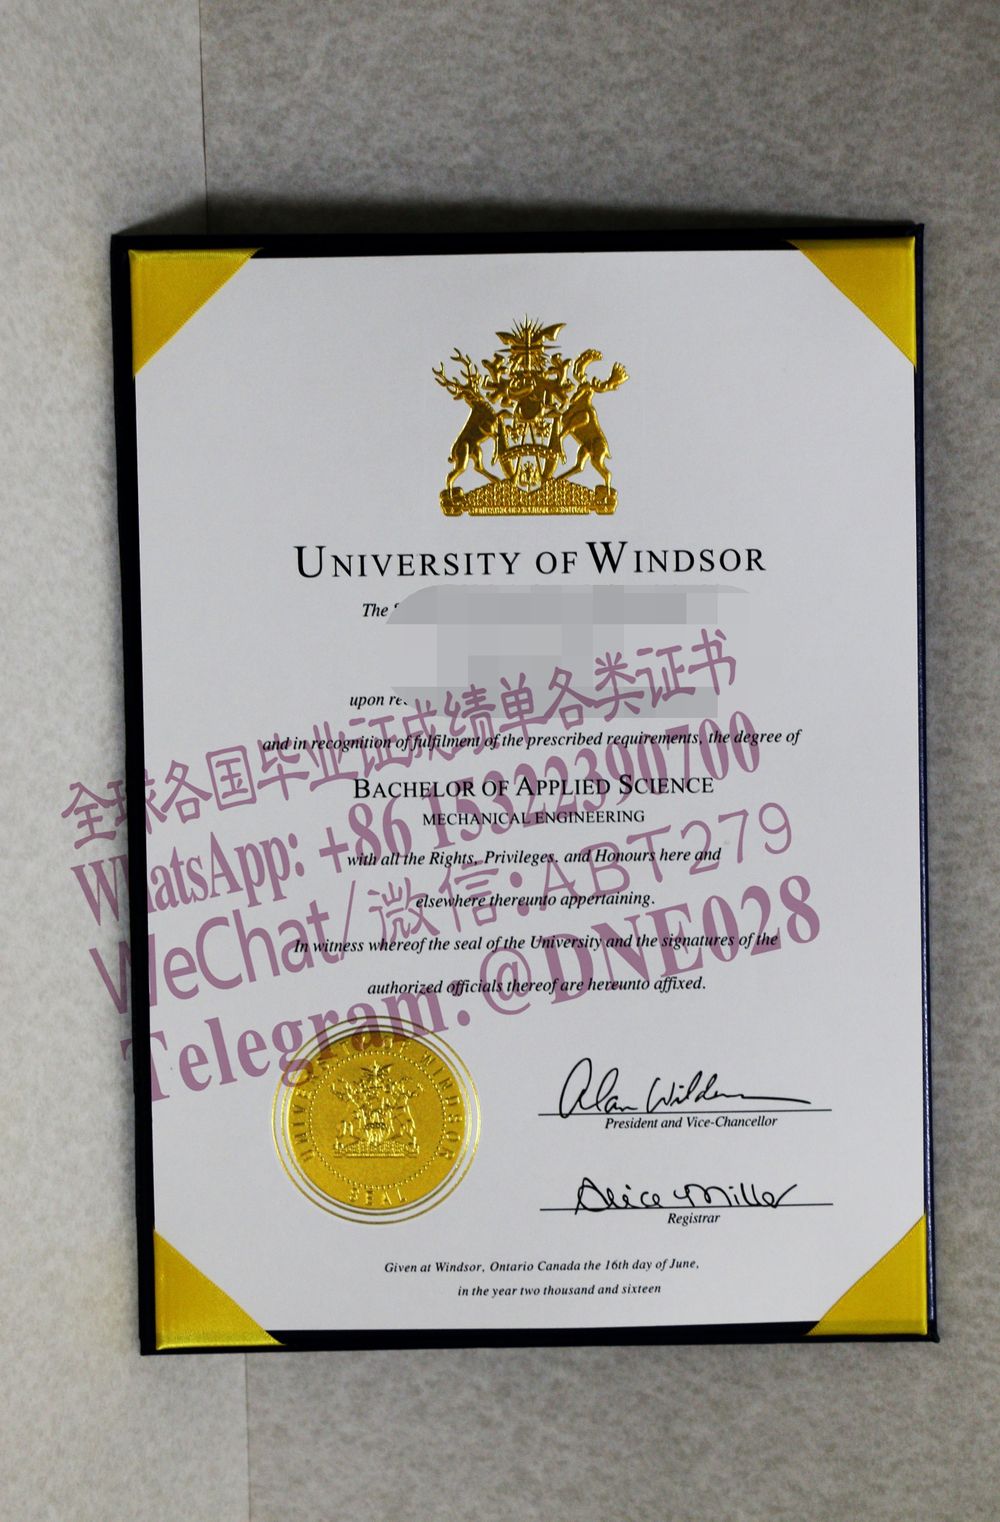 UNIVERSITY OF WINDSOR
The
upon
and in recognition of fulfilment of the prescribed requirements, the degree of
BACHELOR OF APPLIED SCIENCE
MECHANICAL ENGINEERING
with all the Rights, Privileges, and Honours here and
elsewhere thereunto appertaining.
In witness whereof the seal of the University and the signatures of the
authorized officials thereof are hereunto affixed.
全球各国毕业证成绩单各类证书
WhatsApp: +86 15322390700
WeChat/微信:ABT279
Telegram:@DNE028
UNIVERSITY OF WINDSOR
SEAL
Alan Wildeman
President and Vice-Chancellor
Alice Miller
Registrar
Given at Windsor, Ontario Canada the 16th day of June,
in the year two thousand and sixteen